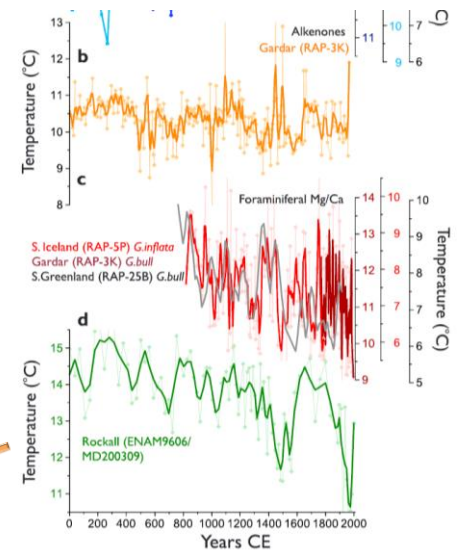 13
12
11
10
9
8
Temperature (°C)
b
Alkenones
Gardar (RAP-3K)
11
10
9
7
6
C)
c
Foraminiferal Mg/Ca
S. Iceland (RAP-5P) G.inflata
Gardar (RAP-3K) G.bull
S.Greenland (RAP-25B) G.bull
14
13
12
11
10
9
10
9
8
7
6
10
9
8
7
6
5
Temperature (°C)
d
15
14
13
12
11
Temperature (°C)
Rockall (ENAM9606/
MD200309)
0 200 400 600 800 1000 1200 1400 1600 1800 2000
Years CE